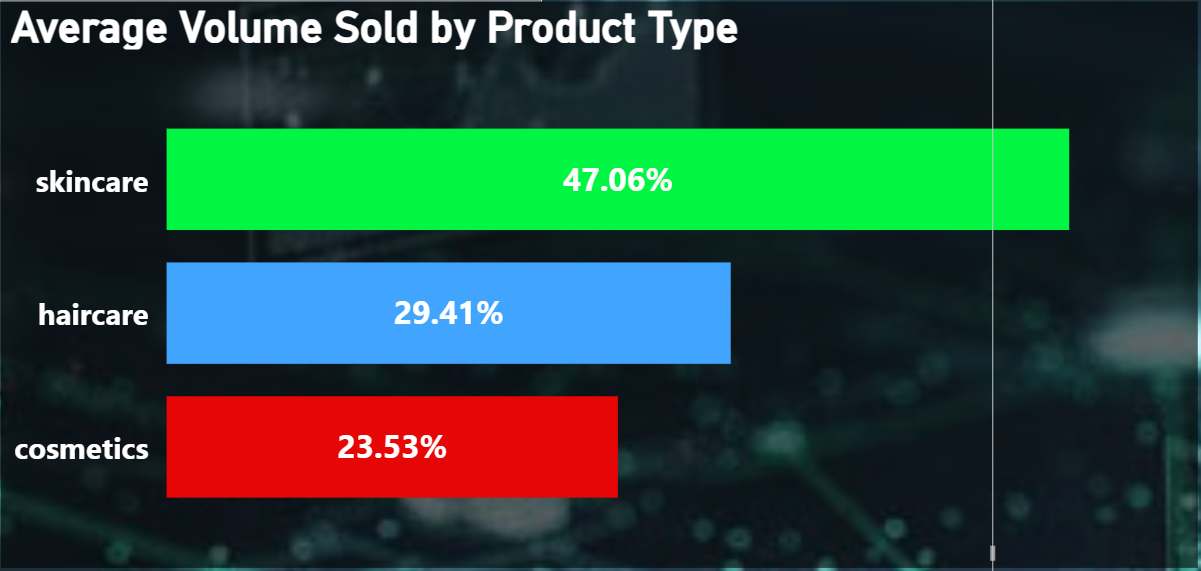 Average Volume Sold by Product Type
skincare 47.06%
haircare 29.41%
cosmetics 23.53%